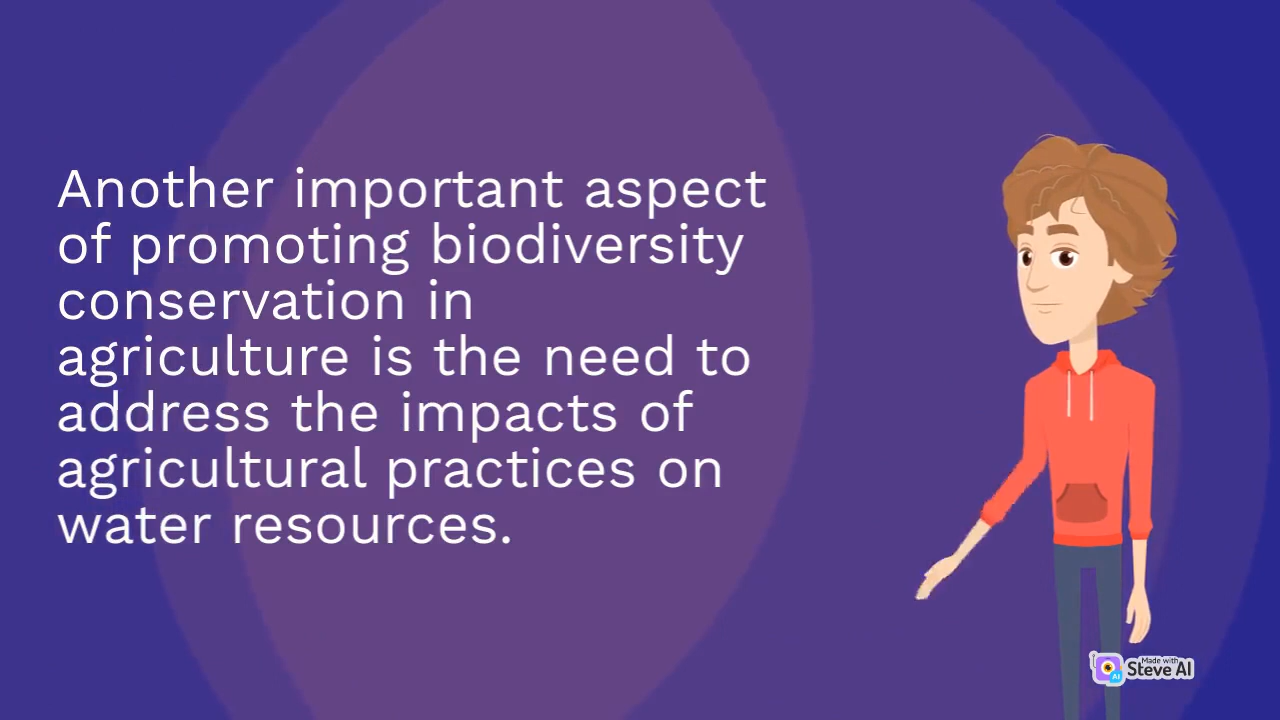 Another important aspect
of promoting biodiversity
conservation in
agriculture is the need to
address the impacts of
agricultural practices on
water resources.
Made with
Steve AI
AI